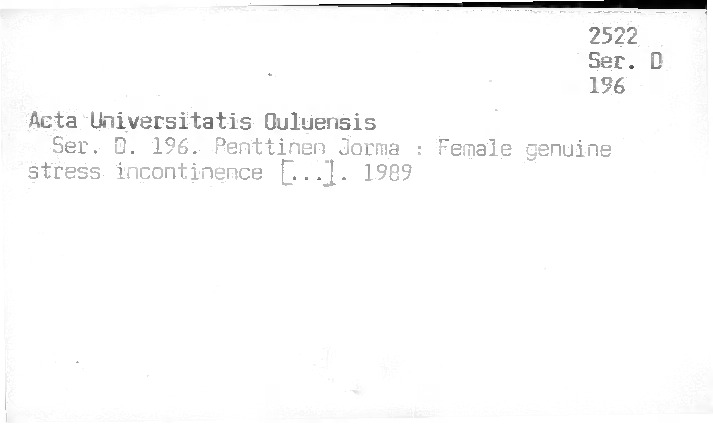 2522
Ser. D
196
Acta Universitatis Ouluensis
Ser. D. 196. Penttinen Jorma : Female genuine
stress incontinence [...]. 1989